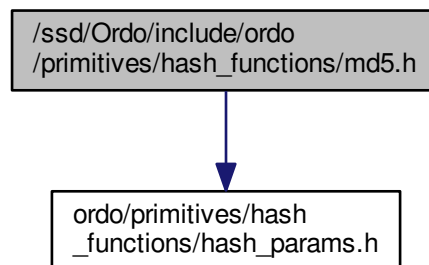 /ssd/Ordo/include/ordo
/primitives/hash_functions/md5.h
ordo/primitives/hash
_functions/hash_params.h